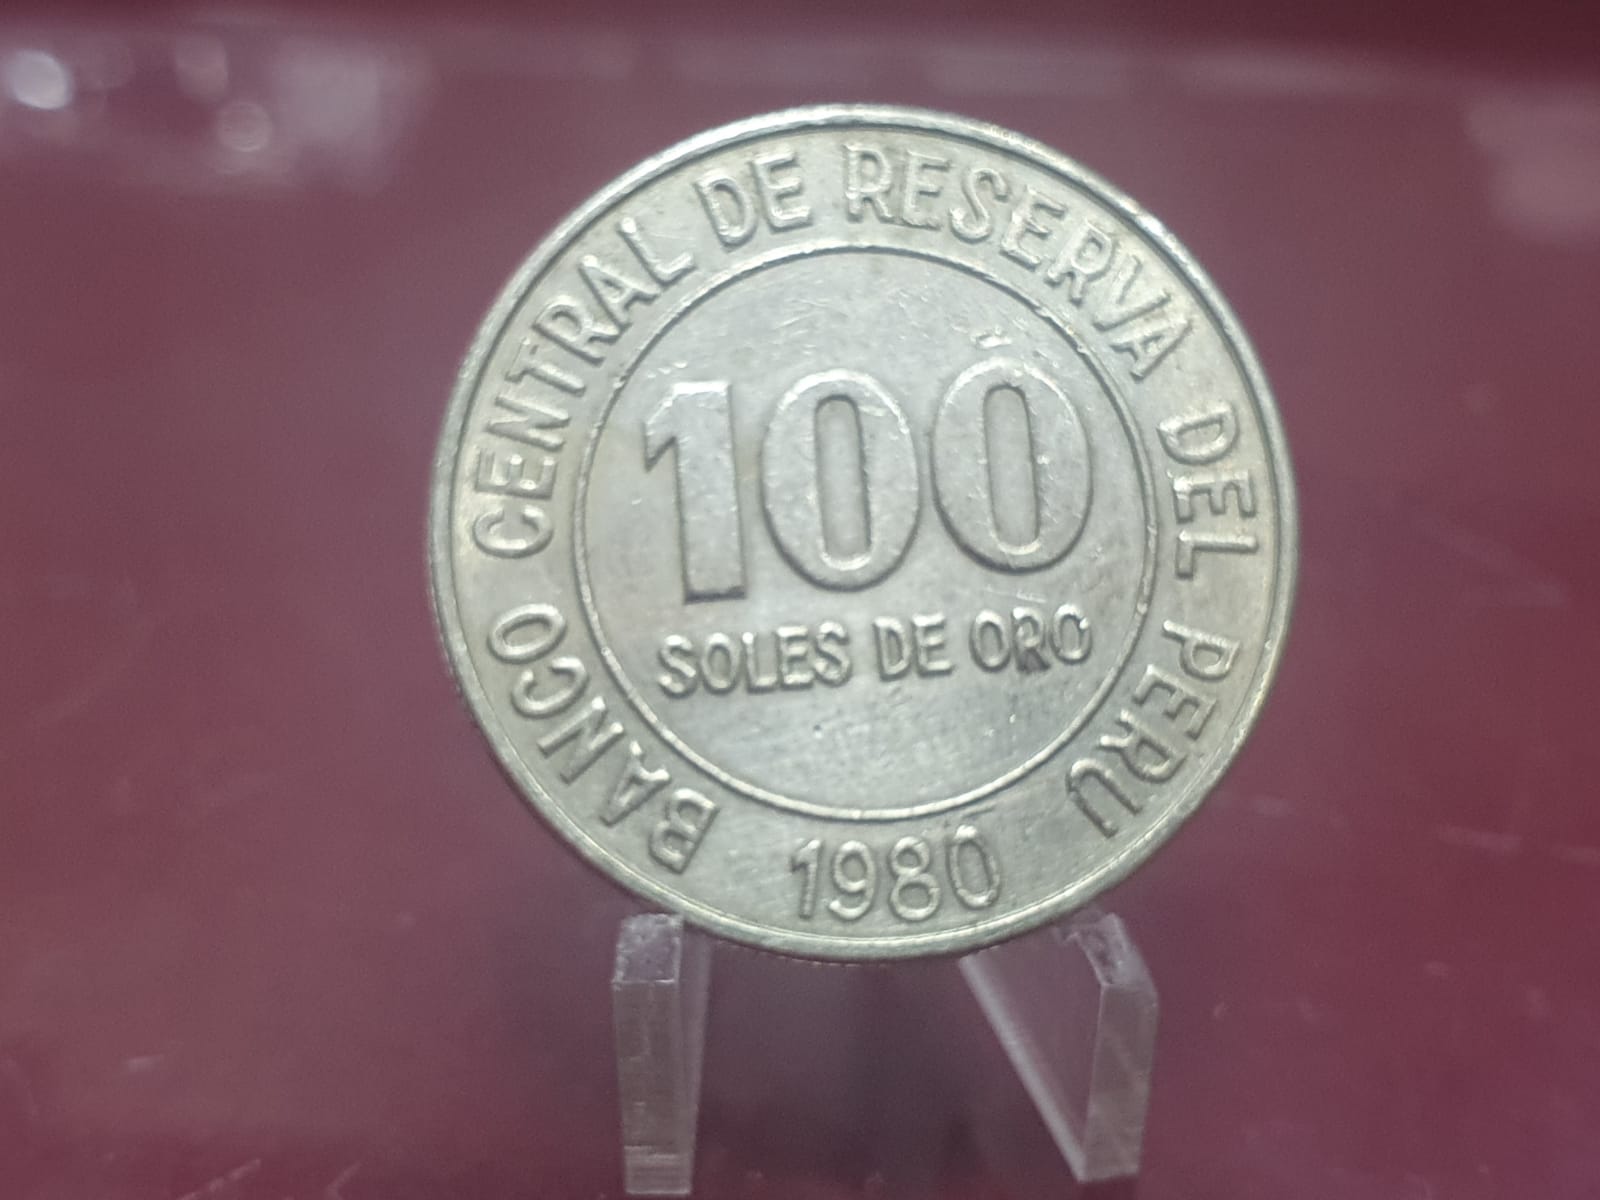 BANCO CENTRAL DE RESERVA DEL PERU
100
SOLES DE ORO
1980